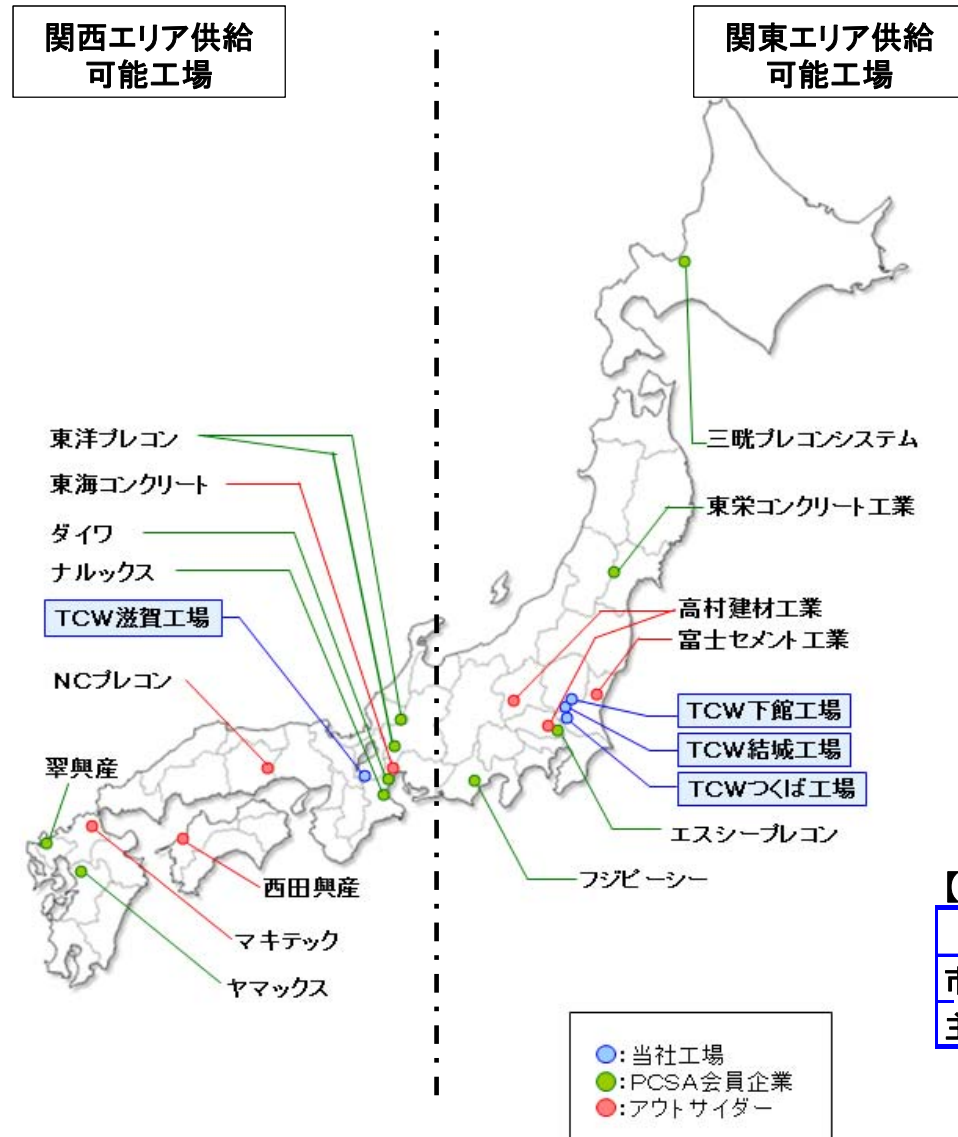 関西エリア供給
可能工場
関東エリア供給
可能工場
東洋プレコン
東海コンクリート
ダイワ
ナルックス
TCW滋賀工場
NCプレコン
翠興産
西田興産
マキテック
ヤマックス
三晄プレコンシステム
東栄コンクリート工業
高村建材工業
富士セメント工業
TCW下館工場
TCW結城工場
TCWつくば工場
エスシープレコン
フジピーシー
【
●：当社工場
●：PCSA会員企業
●：アウトサイダー